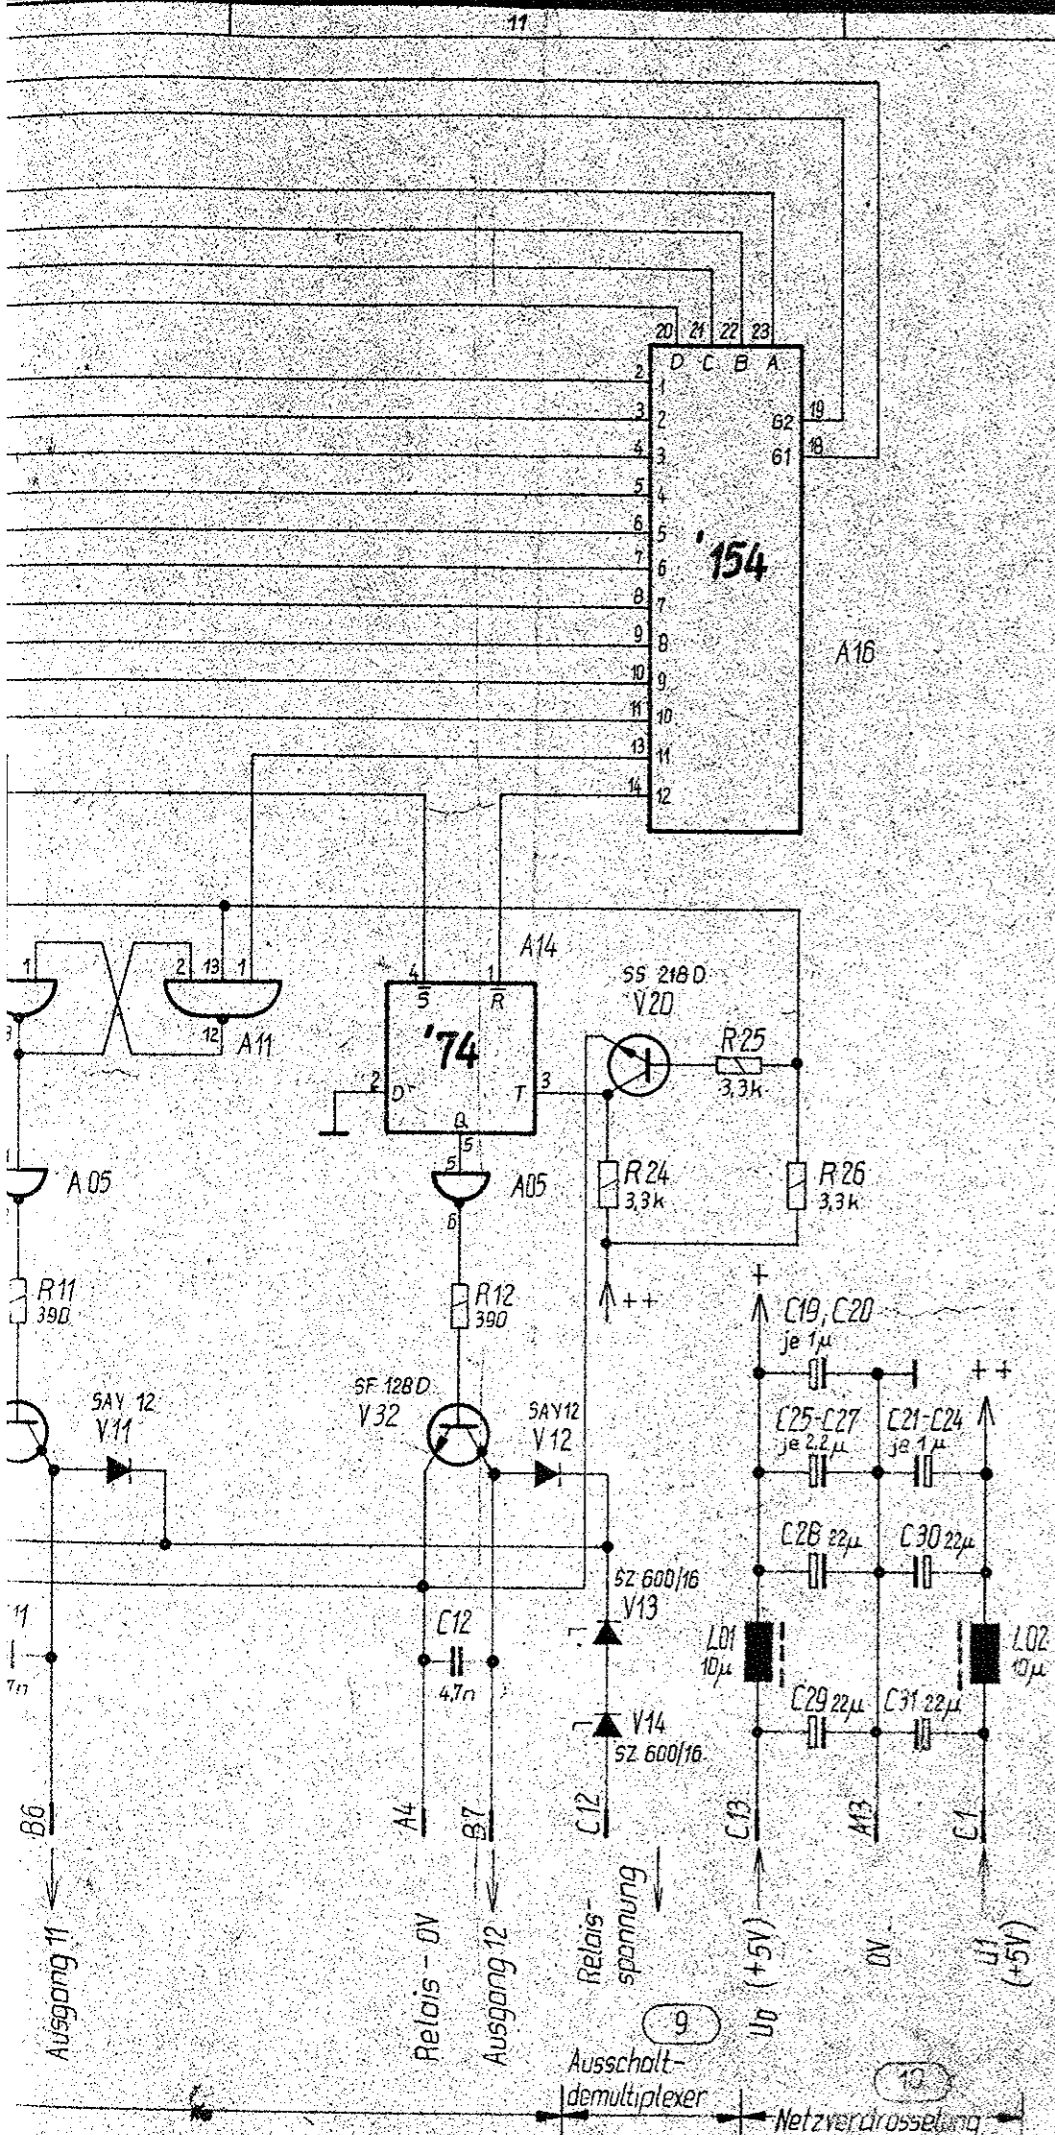 11
20 21 22 23
D C B A
2 1
3 2
19
G2
18
4 3
G1
5 4
6 5
'154
7 6
8 7
9 8
A16
10 9
11 10
13 11
14 12
1 2 13 1
A14
4 1
S R
SS 218D
V20
12
A11
'74
R25
3,3k
2 D
T 3
Q
5
5
A05
A05
6
R24
3,3k
R26
3,3k
R11
390
R12
390
++
+
C19, C20
je 1µ
++
SAY 12
V11
SF 128D
V32
SAY12
V12
C25-C27
je 2,2µ
C21-C24
je 1µ
C28 22µ
C30 22µ
SZ 600/16
V13
11
C12
4,7n
7n
L01
10µ
L02
10µ
V14
SZ 600/16
C29 22µ
C31 22µ
B6
A4
B7
C12
C13
A13
C1
Ausgang 11
Relais - 0V
Ausgang 12
Relais-
spannung
Up (+5V)
0V
U1
(+5V)
9
Ausschalt-
demultiplexer
10
Netzverdrosselung